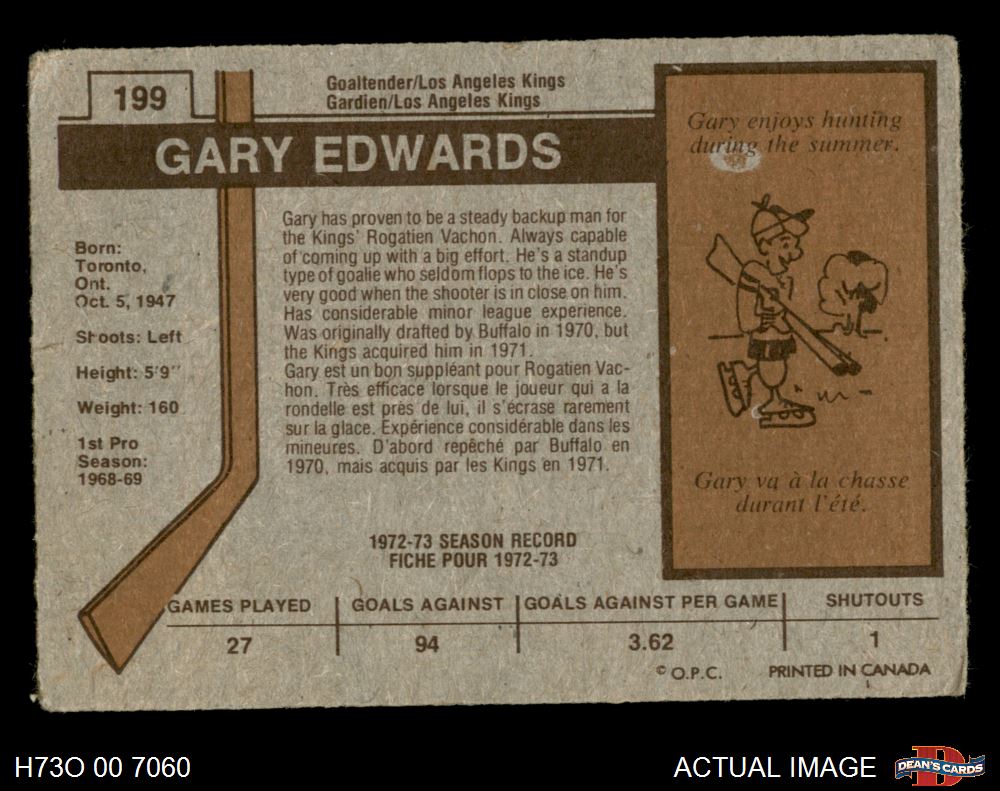 199
Goaltender/Los Angeles Kings
Gardien/Los Angeles Kings
GARY EDWARDS
Born:
Toronto,
Ont.
Oct. 5, 1947
Shoots: Left
Height: 5'9"
Weight: 160
1st Pro
Season:
1968-69
Gary has proven to be a steady backup man for
the Kings' Rogatien Vachon. Always capable
of coming up with a big effort. He's a standup
type of goalie who seldom flops to the ice. He's
very good when the shooter is in close on him.
Has considerable minor league experience.
Was originally drafted by Buffalo in 1970, but
the Kings acquired him in 1971.
Gary est un bon suppléant pour Rogatien Vac-
hon. Très efficace lorsque le joueur qui a la
rondelle est près de lui, il s'écrase rarement
sur la glace. Expérience considérable dans les
mineures. D'abord repêché par Buffalo en
1970, mais acquis par les Kings en 1971.
Gary enjoys hunting
during the summer.
Gary va à la chasse
durant l'été.
1972-73 SEASON RECORD
FICHE POUR 1972-73
GAMES PLAYED GOALS AGAINST GOALS AGAINST PER GAME SHUTOUTS
27 94 3.62 1
© O.P.C. PRINTED IN CANADA
H73O 00 7060
ACTUAL IMAGE
DEAN'S CARDS